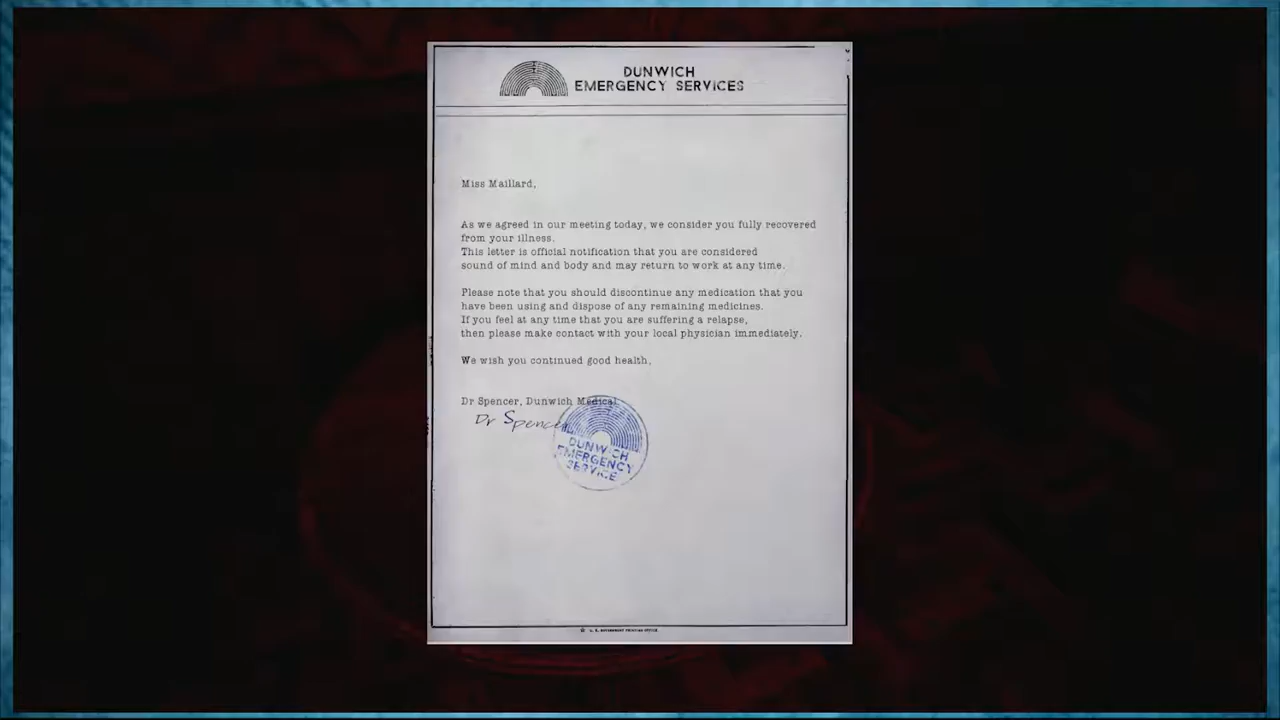 DUNWICH
EMERGENCY SERVICES
Miss Maillard,
As we agreed in our meeting today, we consider you fully recovered
from your illness.
This letter is official notification that you are considered
sound of mind and body and may return to work at any time.
Please note that you should discontinue any medication that you
have been using and dispose of any remaining medicines.
If you feel at any time that you are suffering a relapse,
then please make contact with your local physician immediately.
We wish you continued good health,
Dr Spencer, Dunwich Medical
Dr Spencer
DUNWICH
EMERGENCY
SERVICE
U. S. GOVERNMENT PRINTING OFFICE